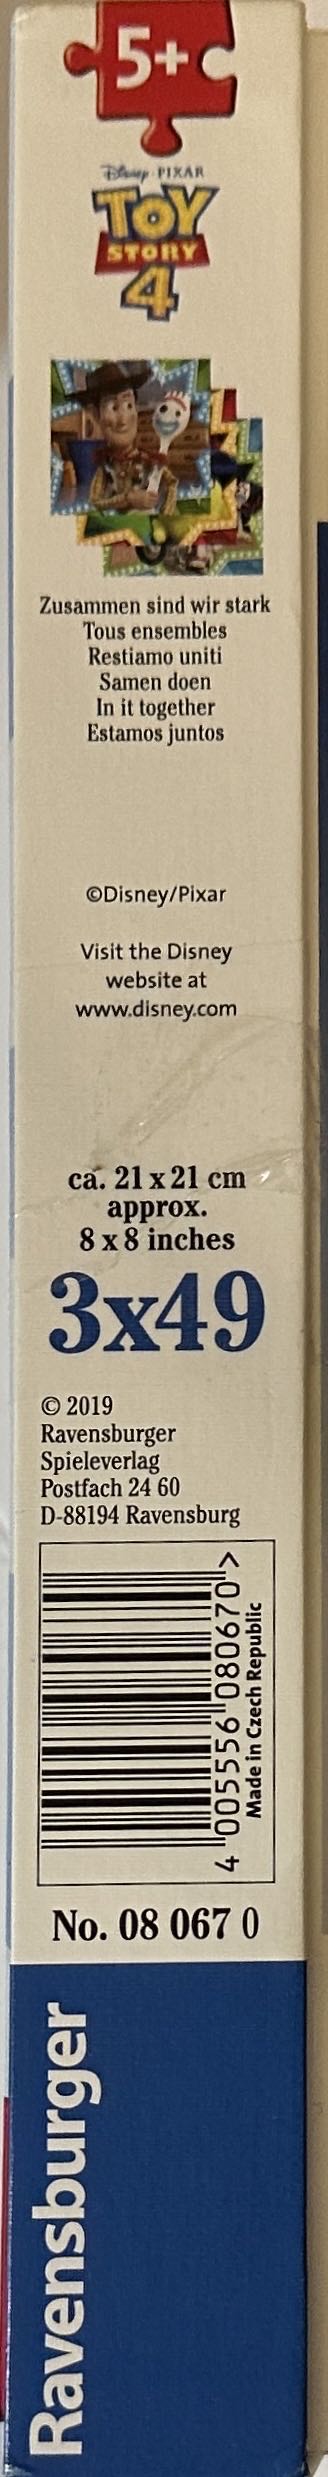 5+
Disney·PIXAR
TOY
STORY
4
Zusammen sind wir stark
Tous ensembles
Restiamo uniti
Samen doen
In it together
Estamos juntos
©Disney/Pixar
Visit the Disney
website at
www.disney.com
ca. 21 x 21 cm
approx.
8 x 8 inches
3x49
© 2019
Ravensburger
Spieleverlag
Postfach 24 60
D-88194 Ravensburg
4 005556 080670 >
Made in Czech Republic
No. 08 067 0
Ravensburger